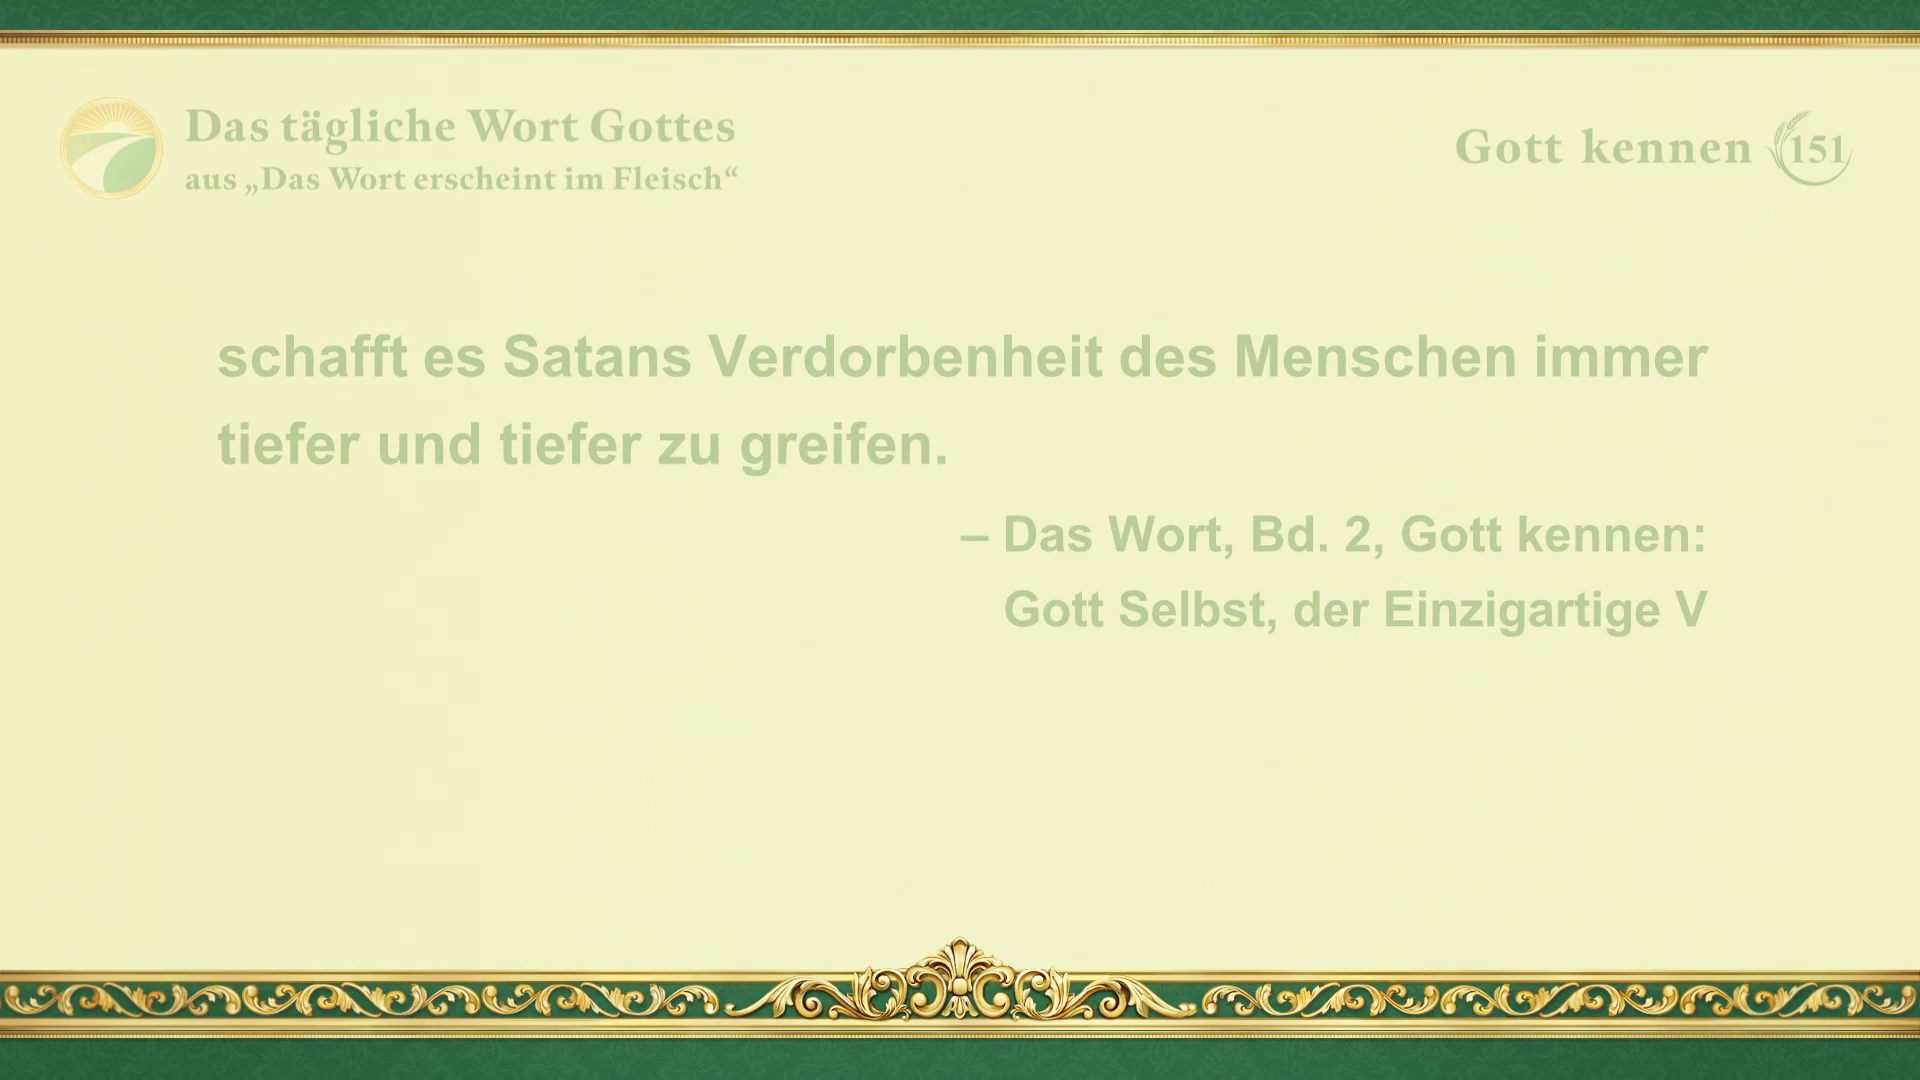 Das tägliche Wort Gottes
aus „Das Wort erscheint im Fleisch“
Gott kennen 151
schafft es Satans Verdorbenheit des Menschen immer
tiefer und tiefer zu greifen.
– Das Wort, Bd. 2, Gott kennen:
Gott Selbst, der Einzigartige V